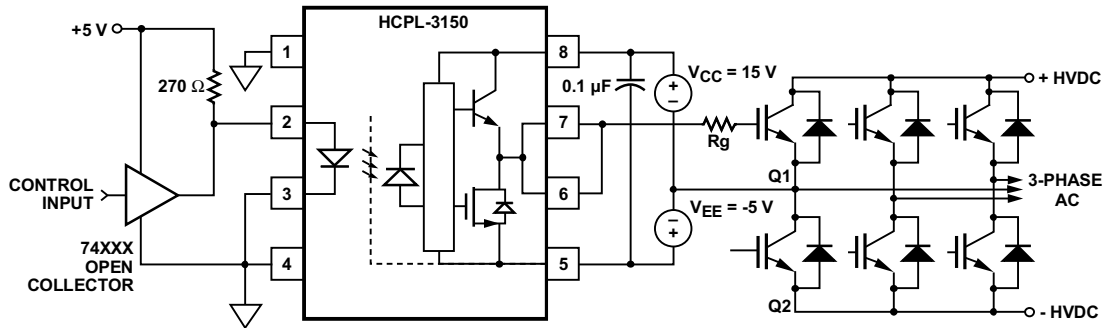 HCPL-3150
+5 V
1
8
270 Ω
0.1 µF
VCC = 15 V
+
–
+ HVDC
2
7
Rg
CONTROL
INPUT
3
6
Q1
3-PHASE
AC
VEE = -5 V
–
+
74XXX
OPEN
COLLECTOR
4
5
Q2
- HVDC